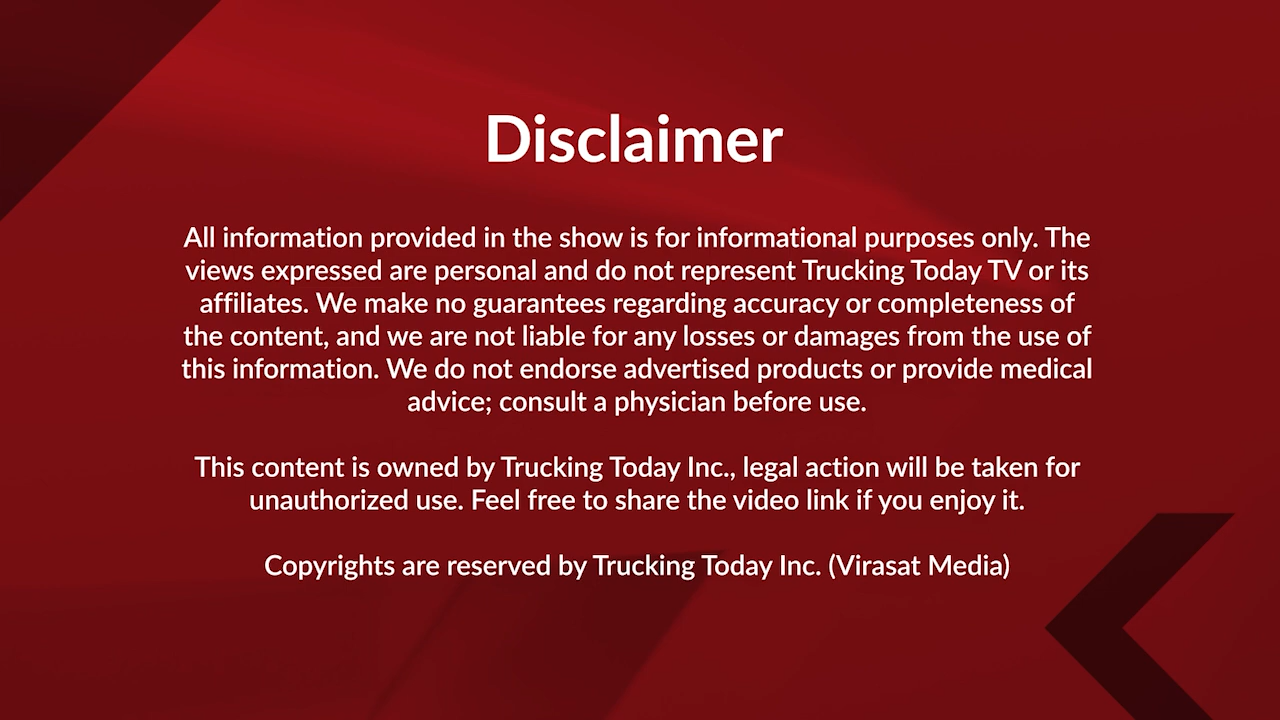 Disclaimer
All information provided in the show is for informational purposes only. The
views expressed are personal and do not represent Trucking Today TV or its
affiliates. We make no guarantees regarding accuracy or completeness of
the content, and we are not liable for any losses or damages from the use of
this information. We do not endorse advertised products or provide medical
advice; consult a physician before use.
This content is owned by Trucking Today Inc., legal action will be taken for
unauthorized use. Feel free to share the video link if you enjoy it.
Copyrights are reserved by Trucking Today Inc. (Virasat Media)